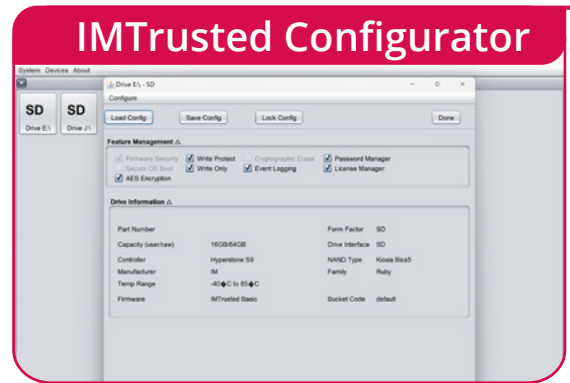 IMTrusted Configurator
System Devices About
Drive E:\ - SD
Configure
SD SD
Drive E:\ Drive J:\
Load Config Save Config Lock Config Done
Feature Management
Firmware Security Write Protect Cryptographic Erase Password Manager
Secure OS Boot Write Only Event Logging License Manager
AES Encryption
Drive Information
Part Number Form Factor SD
Capacity (user/raw) 16GB/64GB Drive Interface SD
Controller Hyperstone S9 NAND Type Kioxia Bics5
Manufacturer IM Family Ruby
Temp Range -40�C to 85�C
Firmware IMTrusted Basic Bucket Code default